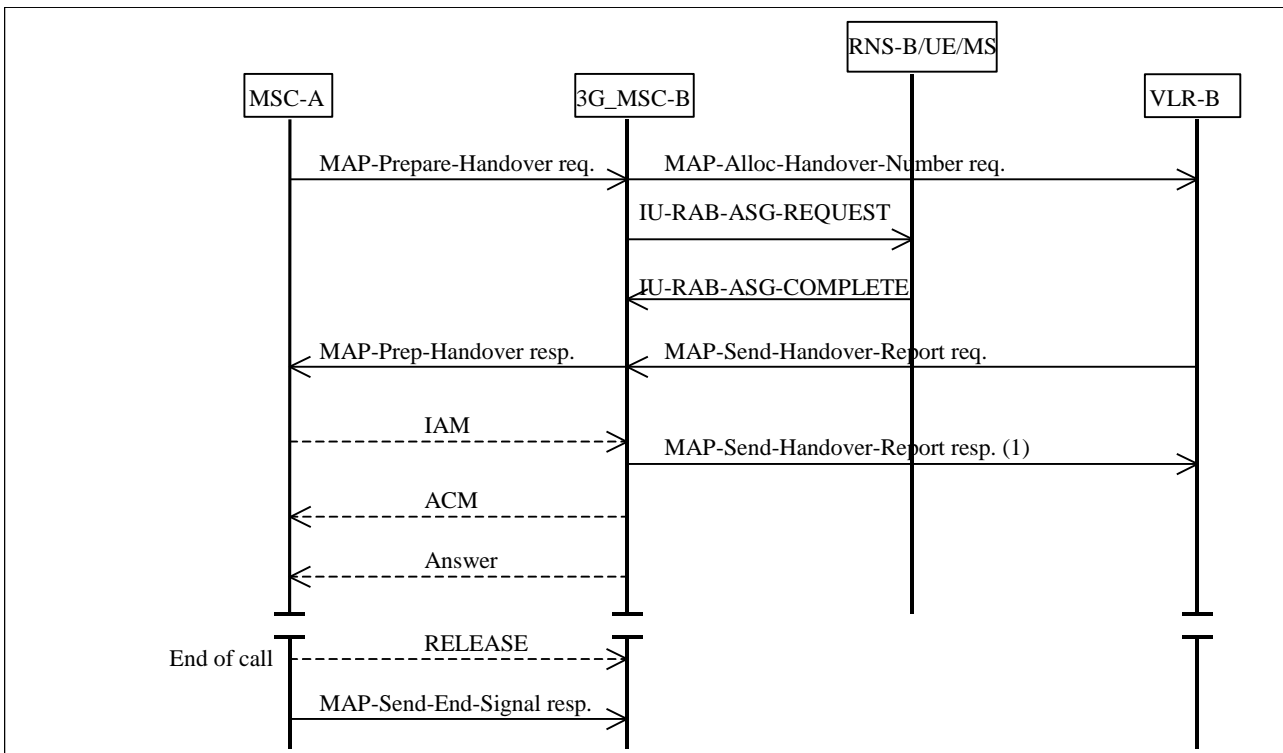 RNS-B/UE/MS
MSC-A
3G_MSC-B
VLR-B
MAP-Prepare-Handover req.
MAP-Alloc-Handover-Number req.
IU-RAB-ASG-REQUEST
IU-RAB-ASG-COMPLETE
MAP-Prep-Handover resp.
MAP-Send-Handover-Report req.
IAM
MAP-Send-Handover-Report resp. (1)
ACM
Answer
RELEASE
End of call
MAP-Send-End-Signal resp.